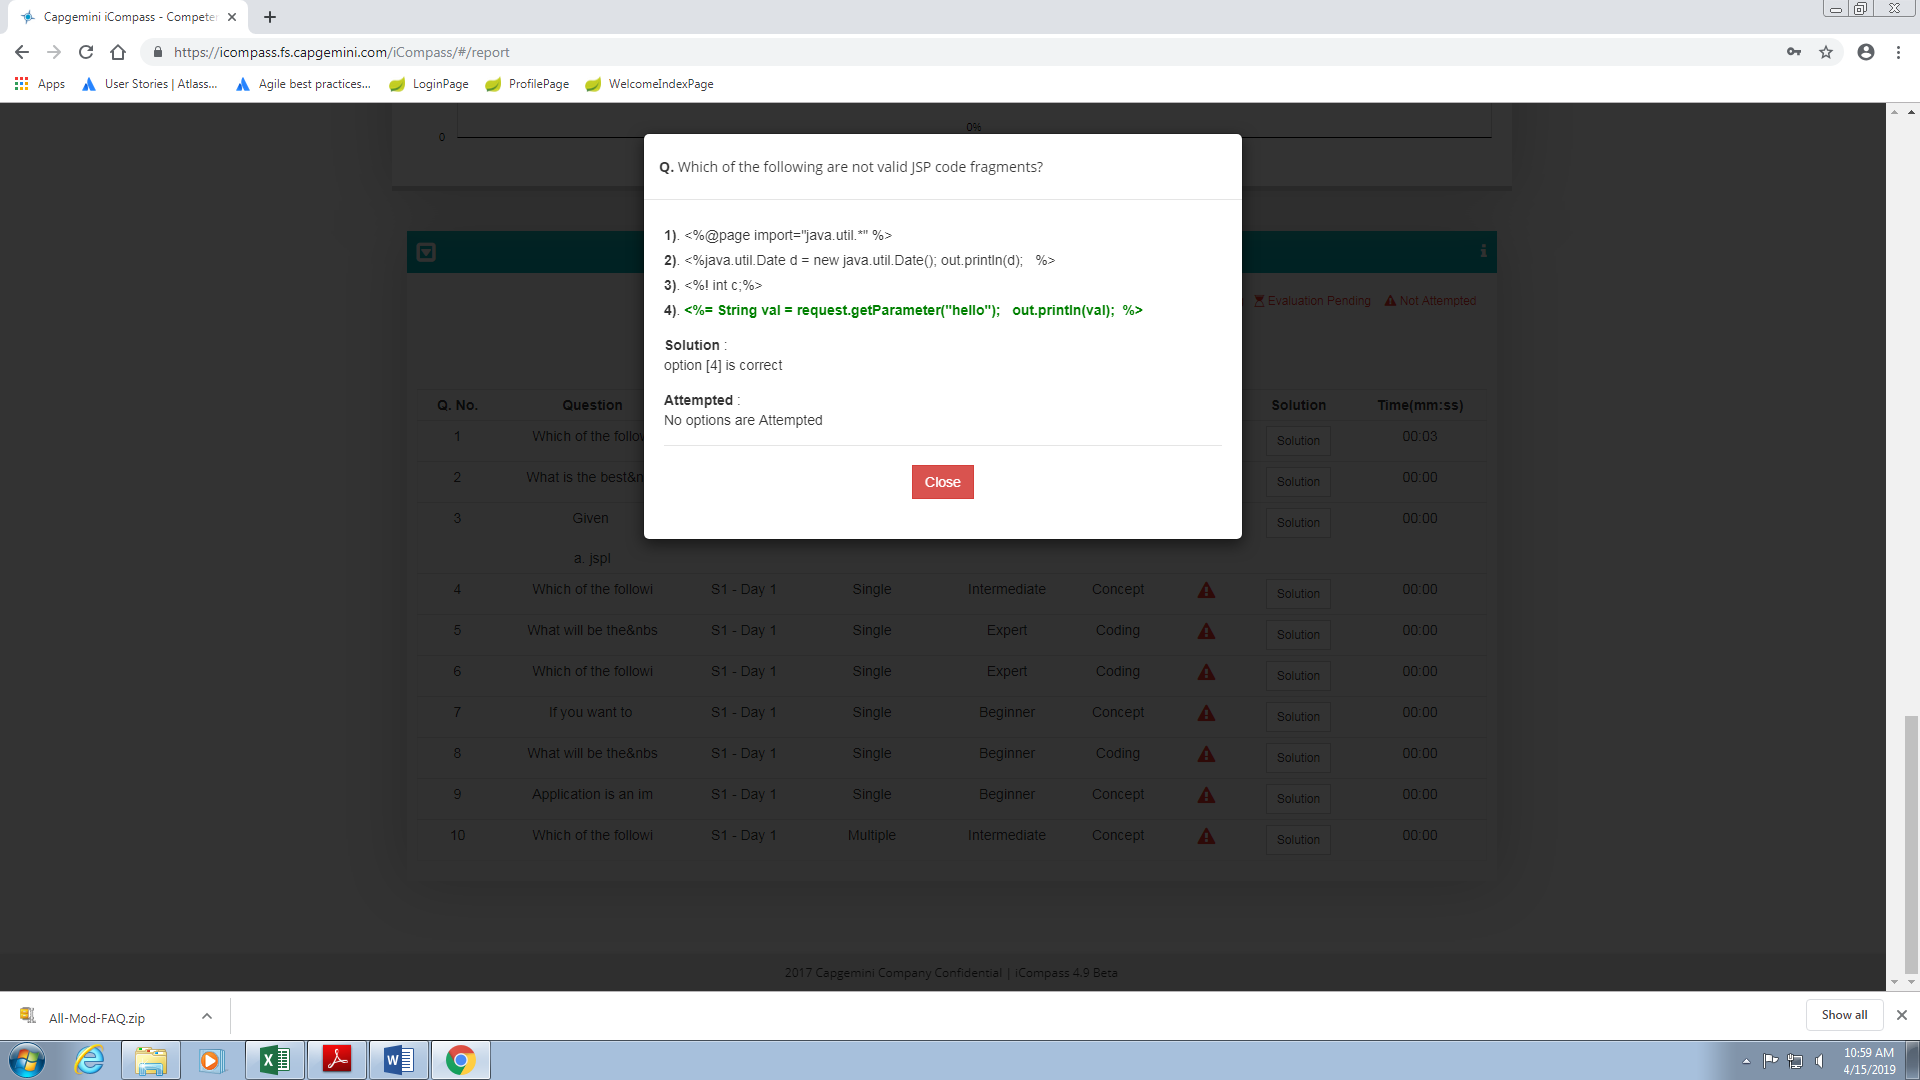 Capgemini iCompass - Competer
https://icompass.fs.capgemini.com/iCompass/#/report
Apps
User Stories | Atlass...
Agile best practices...
LoginPage
ProfilePage
WelcomeIndexPage
0
0%
Q. Which of the following are not valid JSP code fragments?
1). <%@page import="java.util.*" %>
2). <%java.util.Date d = new java.util.Date(); out.println(d);   %>
3). <%! int c;%>
4). <%= String val = request.getParameter("hello");   out.println(val);  %>
Solution :
option [4] is correct
Attempted :
No options are Attempted
Close
Evaluation Pending Not Attempted
Q. No. Question Solution Time(mm:ss)
1 Which of the follow Solution 00:03
2 What is the best&n Solution 00:00
3 Given Solution 00:00
a. jspl
4 Which of the followi S1 - Day 1 Single Intermediate Concept Solution 00:00
5 What will be the&nbs S1 - Day 1 Single Expert Coding Solution 00:00
6 Which of the followi S1 - Day 1 Single Expert Coding Solution 00:00
7 If you want to S1 - Day 1 Single Beginner Concept Solution 00:00
8 What will be the&nbs S1 - Day 1 Single Beginner Coding Solution 00:00
9 Application is an im S1 - Day 1 Single Beginner Concept Solution 00:00
10 Which of the followi S1 - Day 1 Multiple Intermediate Concept Solution 00:00
2017 Capgemini Company Confidential | iCompass 4.9 Beta
All-Mod-FAQ.zip
Show all
10:59 AM
4/15/2019